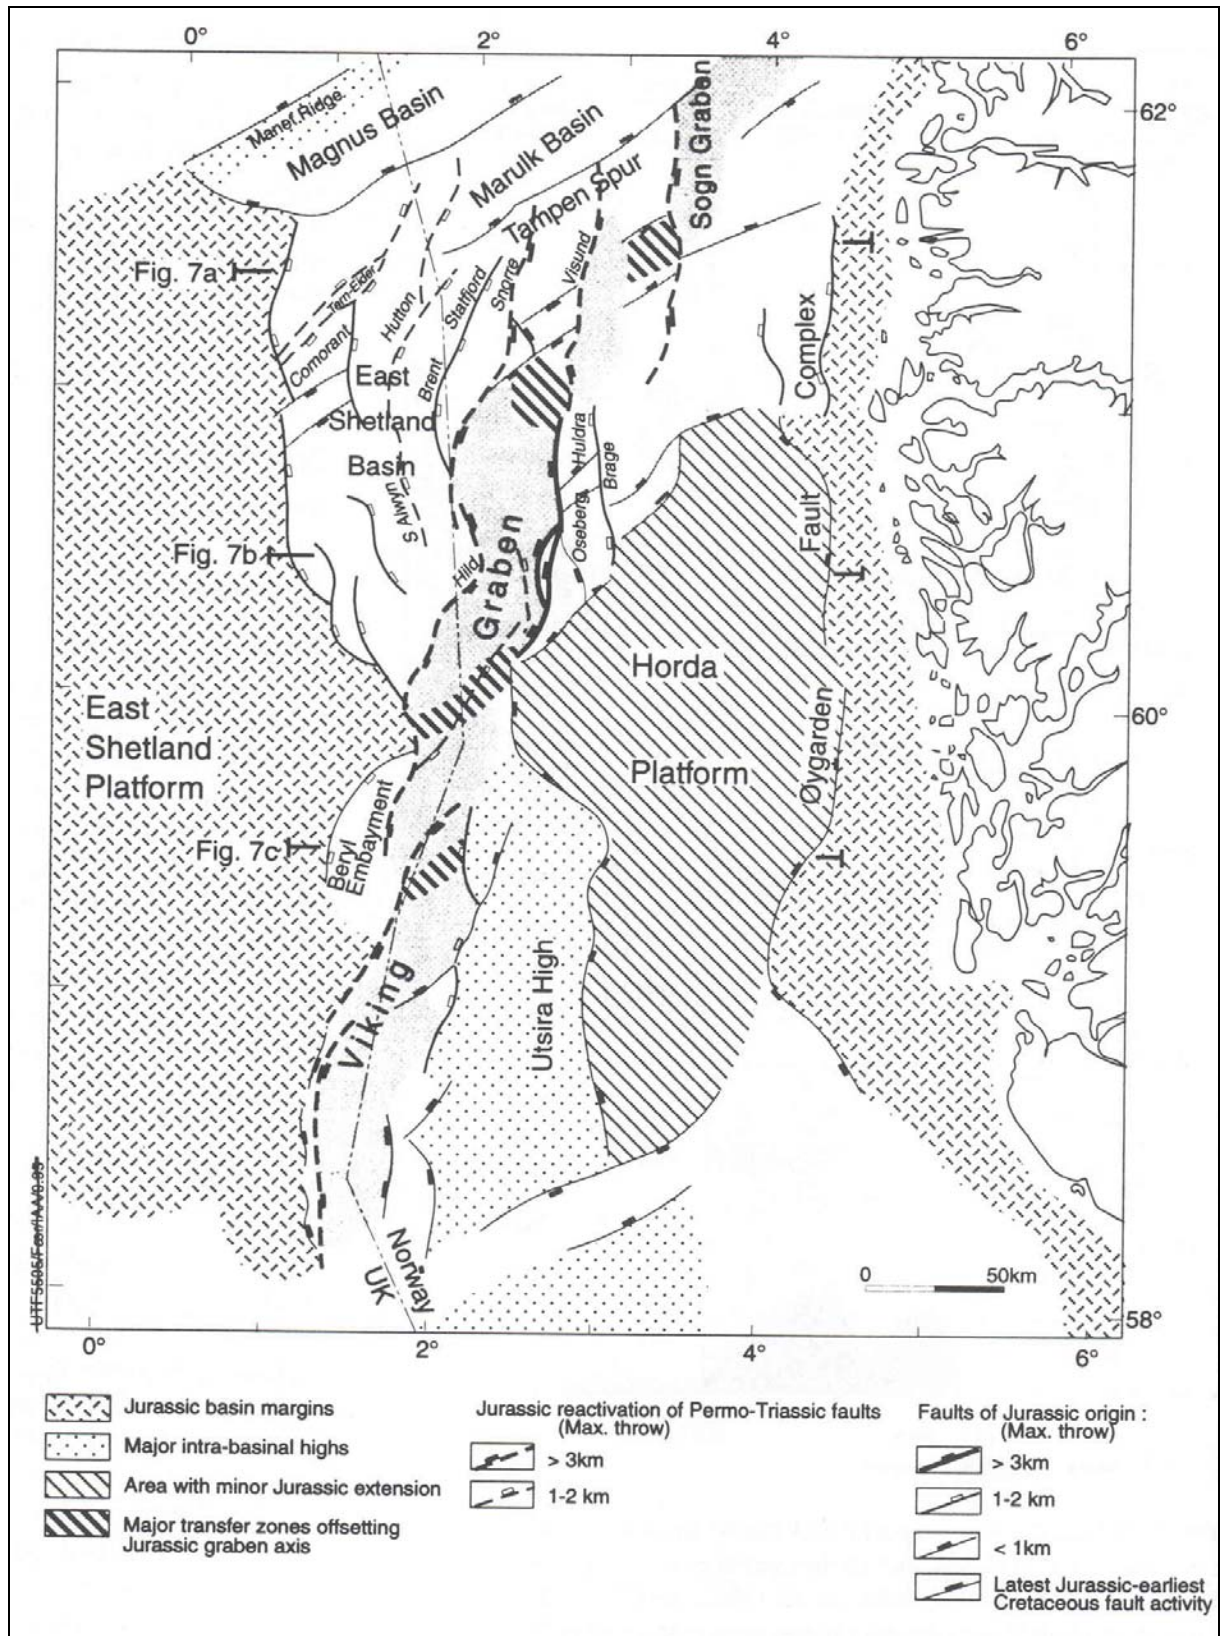 0°
2°
4°
6°
62°
60°
58°
0°
2°
4°
6°
Manet Ridge
Magnus Basin
Marulk Basin
Tampen Spur
Sogn Graben
Fig. 7a
Tern-Eider
Comorant
Hutton
Statfjord
Snorre
Visund
Brent
East
Shetland
Basin
S Alwyn
Huldra
Brage
Oseberg
Complex
Fault
Øygarden
Fig. 7b
Hild
Graben
Horda
Platform
East
Shetland
Platform
Fig. 7c
Beryl
Embayment
Viking
Utsira High
Norway
UK
0 50km
Jurassic basin margins
Major intra-basinal highs
Area with minor Jurassic extension
Major transfer zones offsetting
Jurassic graben axis
Jurassic reactivation of Permo-Triassic faults
(Max. throw)
> 3km
1-2 km
Faults of Jurassic origin :
(Max. throw)
> 3km
1-2 km
< 1km
Latest Jurassic-earliest
Cretaceous fault activity